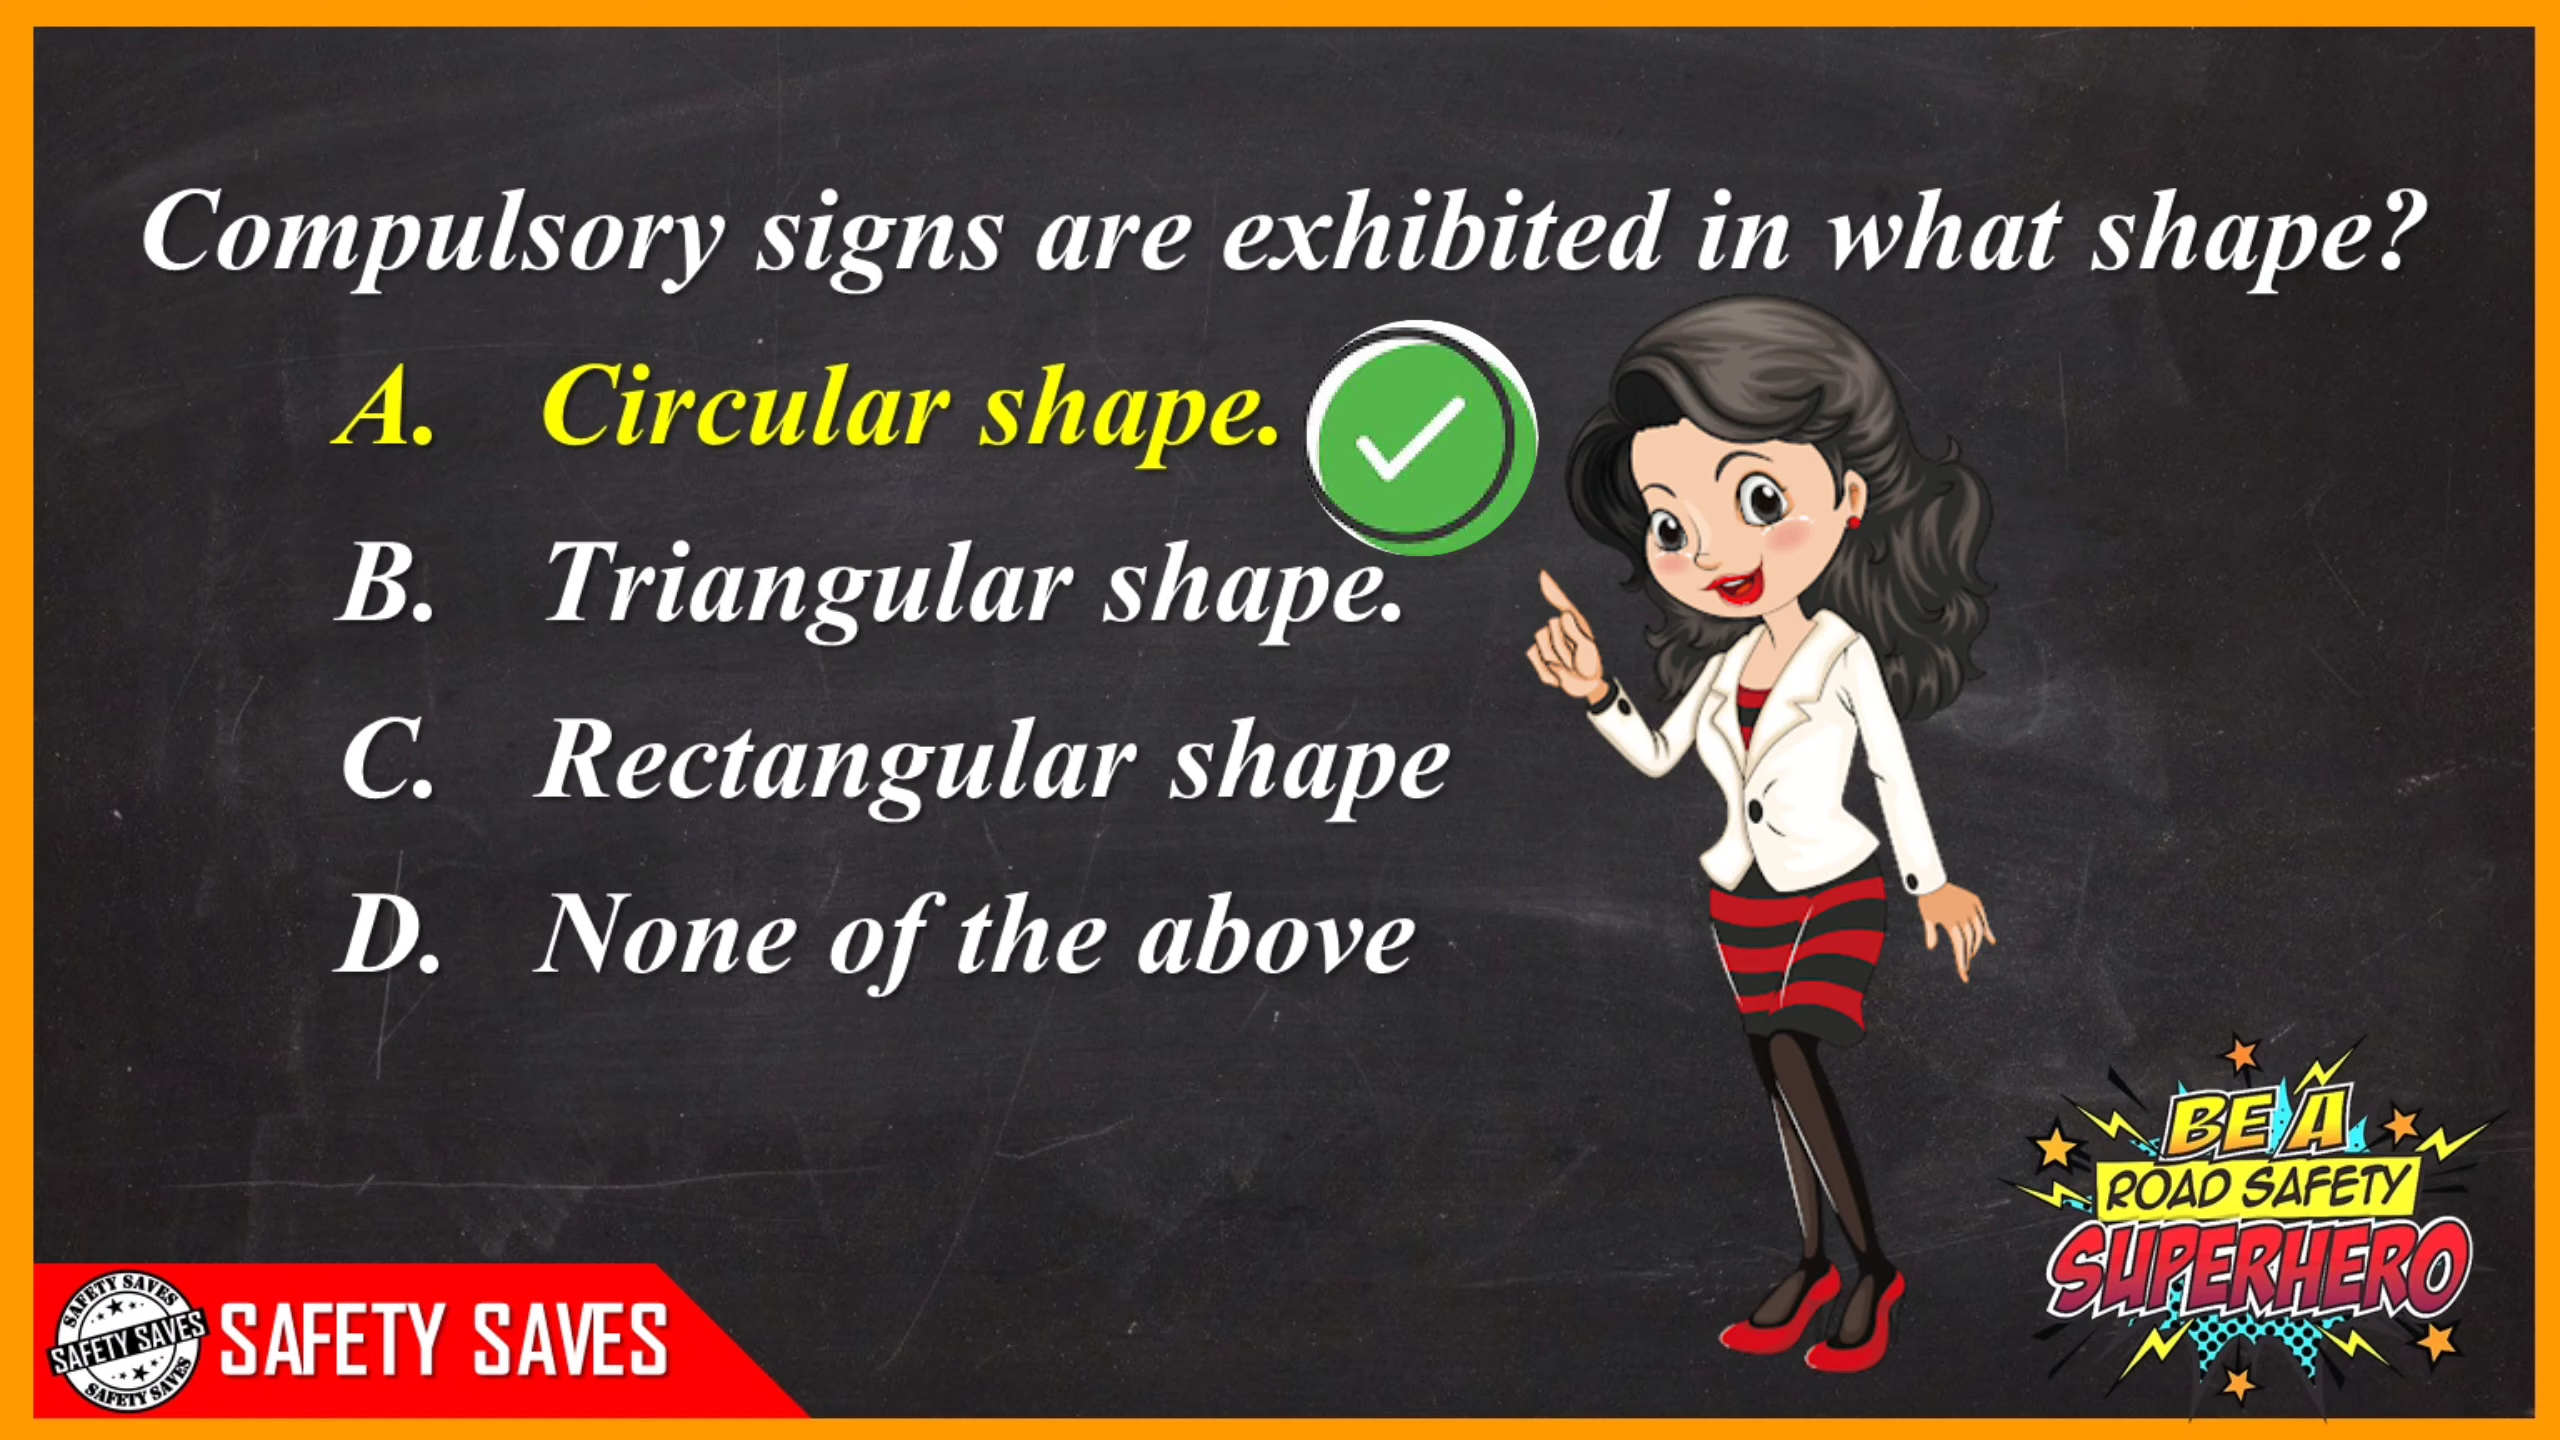 Compulsory signs are exhibited in what shape?
A. Circular shape.
B. Triangular shape.
C. Rectangular shape
D. None of the above
SAFETY SAVES
SAFETY SAVES
SAFETY SAVES
SAFETY SAVES
BE A
ROAD SAFETY
SUPERHERO